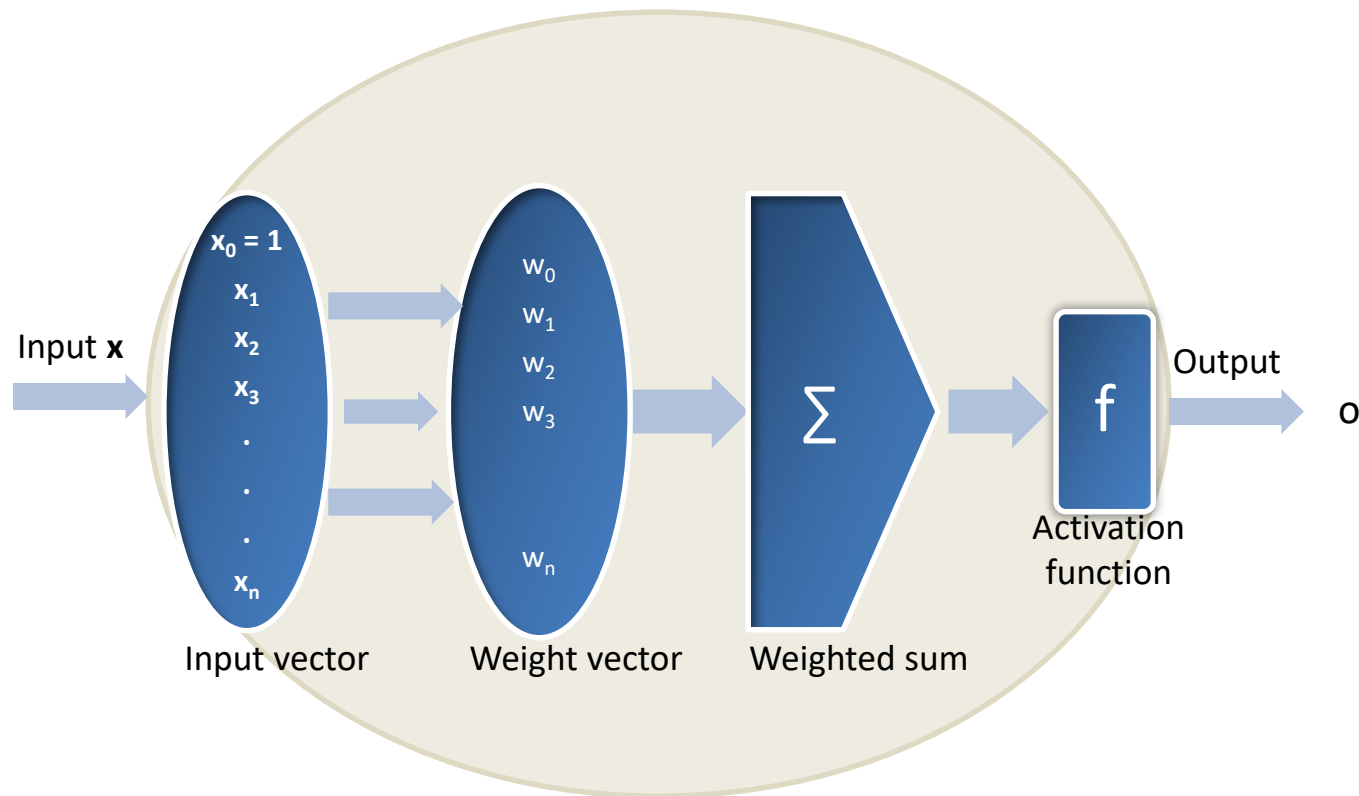 Input x
x₀ = 1
x₁
x₂
x₃
.
.
.
xₙ
Input vector
w₀
w₁
w₂
w₃
wₙ
Weight vector
∑
Weighted sum
f
Activation
function
Output
o